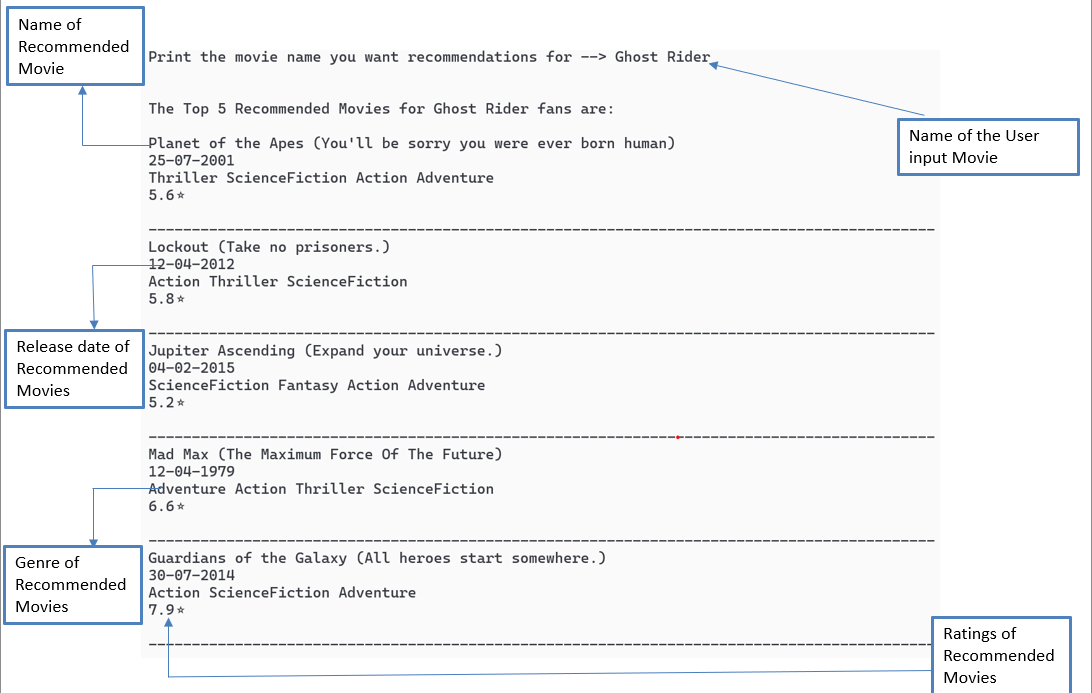 Name of
Recommended
Movie
Print the movie name you want recommendations for --> Ghost Rider
The Top 5 Recommended Movies for Ghost Rider fans are:
Name of the User
input Movie
Planet of the Apes (You'll be sorry you were ever born human)
25-07-2001
Thriller ScienceFiction Action Adventure
5.6⭐
Lockout (Take no prisoners.)
12-04-2012
Action Thriller ScienceFiction
5.8⭐
Release date of
Recommended
Movies
Jupiter Ascending (Expand your universe.)
04-02-2015
ScienceFiction Fantasy Action Adventure
5.2⭐
Mad Max (The Maximum Force Of The Future)
12-04-1979
Adventure Action Thriller ScienceFiction
6.6⭐
Genre of
Recommended
Movies
Guardians of the Galaxy (All heroes start somewhere.)
30-07-2014
Action ScienceFiction Adventure
7.9⭐
Ratings of
Recommended
Movies